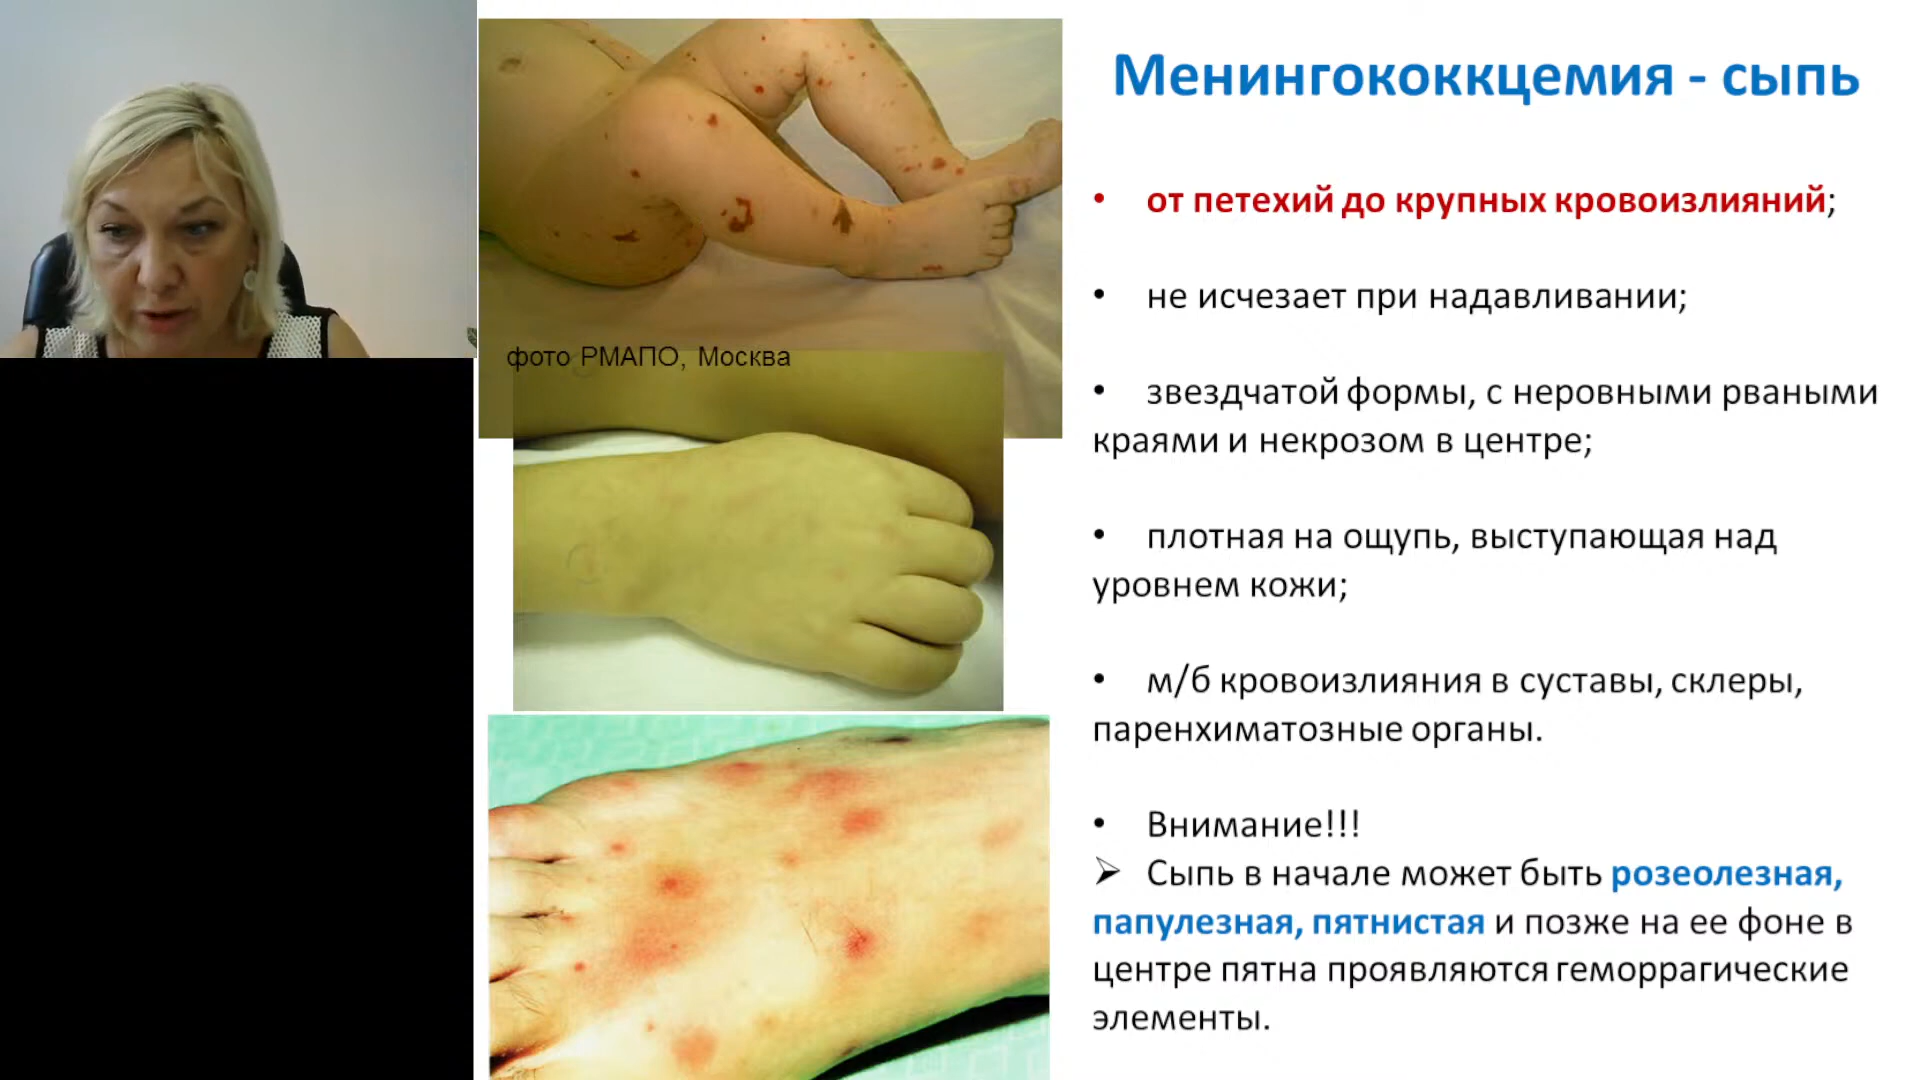 Менингококкцемия - сыпь
• от петехий до крупных кровоизлияний;
• не исчезает при надавливании;
• звездчатой формы, с неровными рваными
краями и некрозом в центре;
• плотная на ощупь, выступающая над
уровнем кожи;
• м/б кровоизлияния в суставы, склеры,
паренхиматозные органы.
• Внимание!!!
➢ Сыпь в начале может быть розеолезная,
папулезная, пятнистая и позже на ее фоне в
центре пятна проявляются геморрагические
элементы.
фото РМАПО, Москва